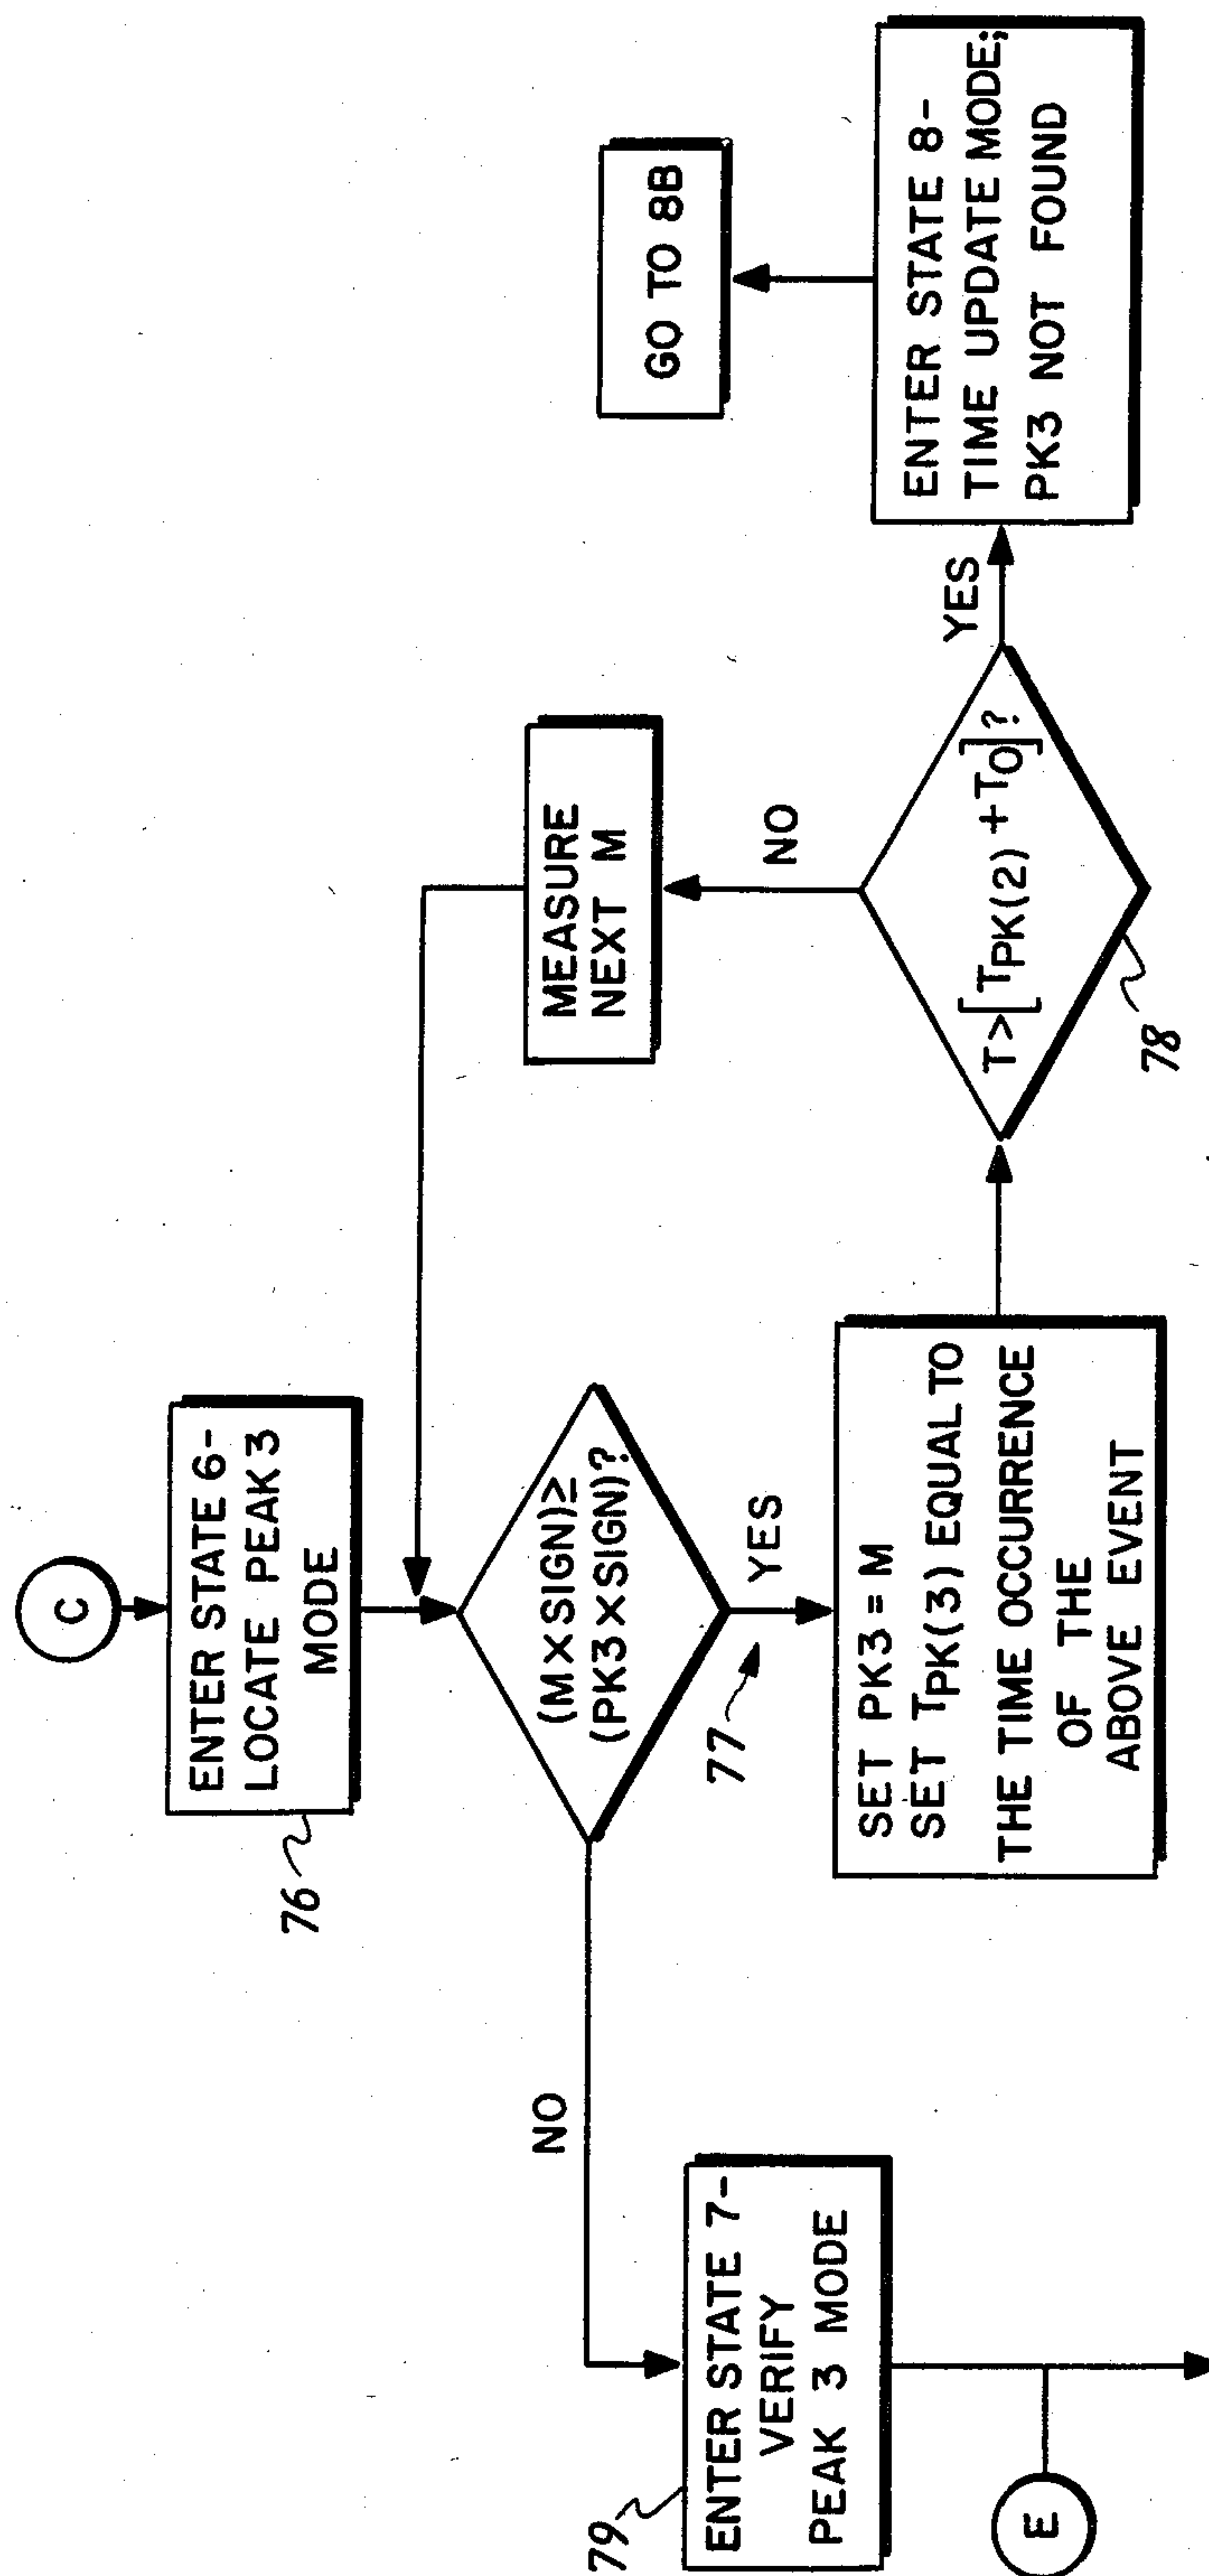 C
ENTER STATE 6-
LOCATE PEAK 3
MODE
76
(M×SIGN)≥
(PK3×SIGN)?
NO
YES
77
SET PK3 = M
SET TPK(3) EQUAL TO
THE TIME OCCURRENCE
OF THE
ABOVE EVENT
T>[TPK(2) + TO]?
78
NO
MEASURE
NEXT M
YES
ENTER STATE 8-
TIME UPDATE MODE;
PK3 NOT FOUND
GO TO 8B
ENTER STATE 7-
VERIFY
PEAK 3 MODE
79
E